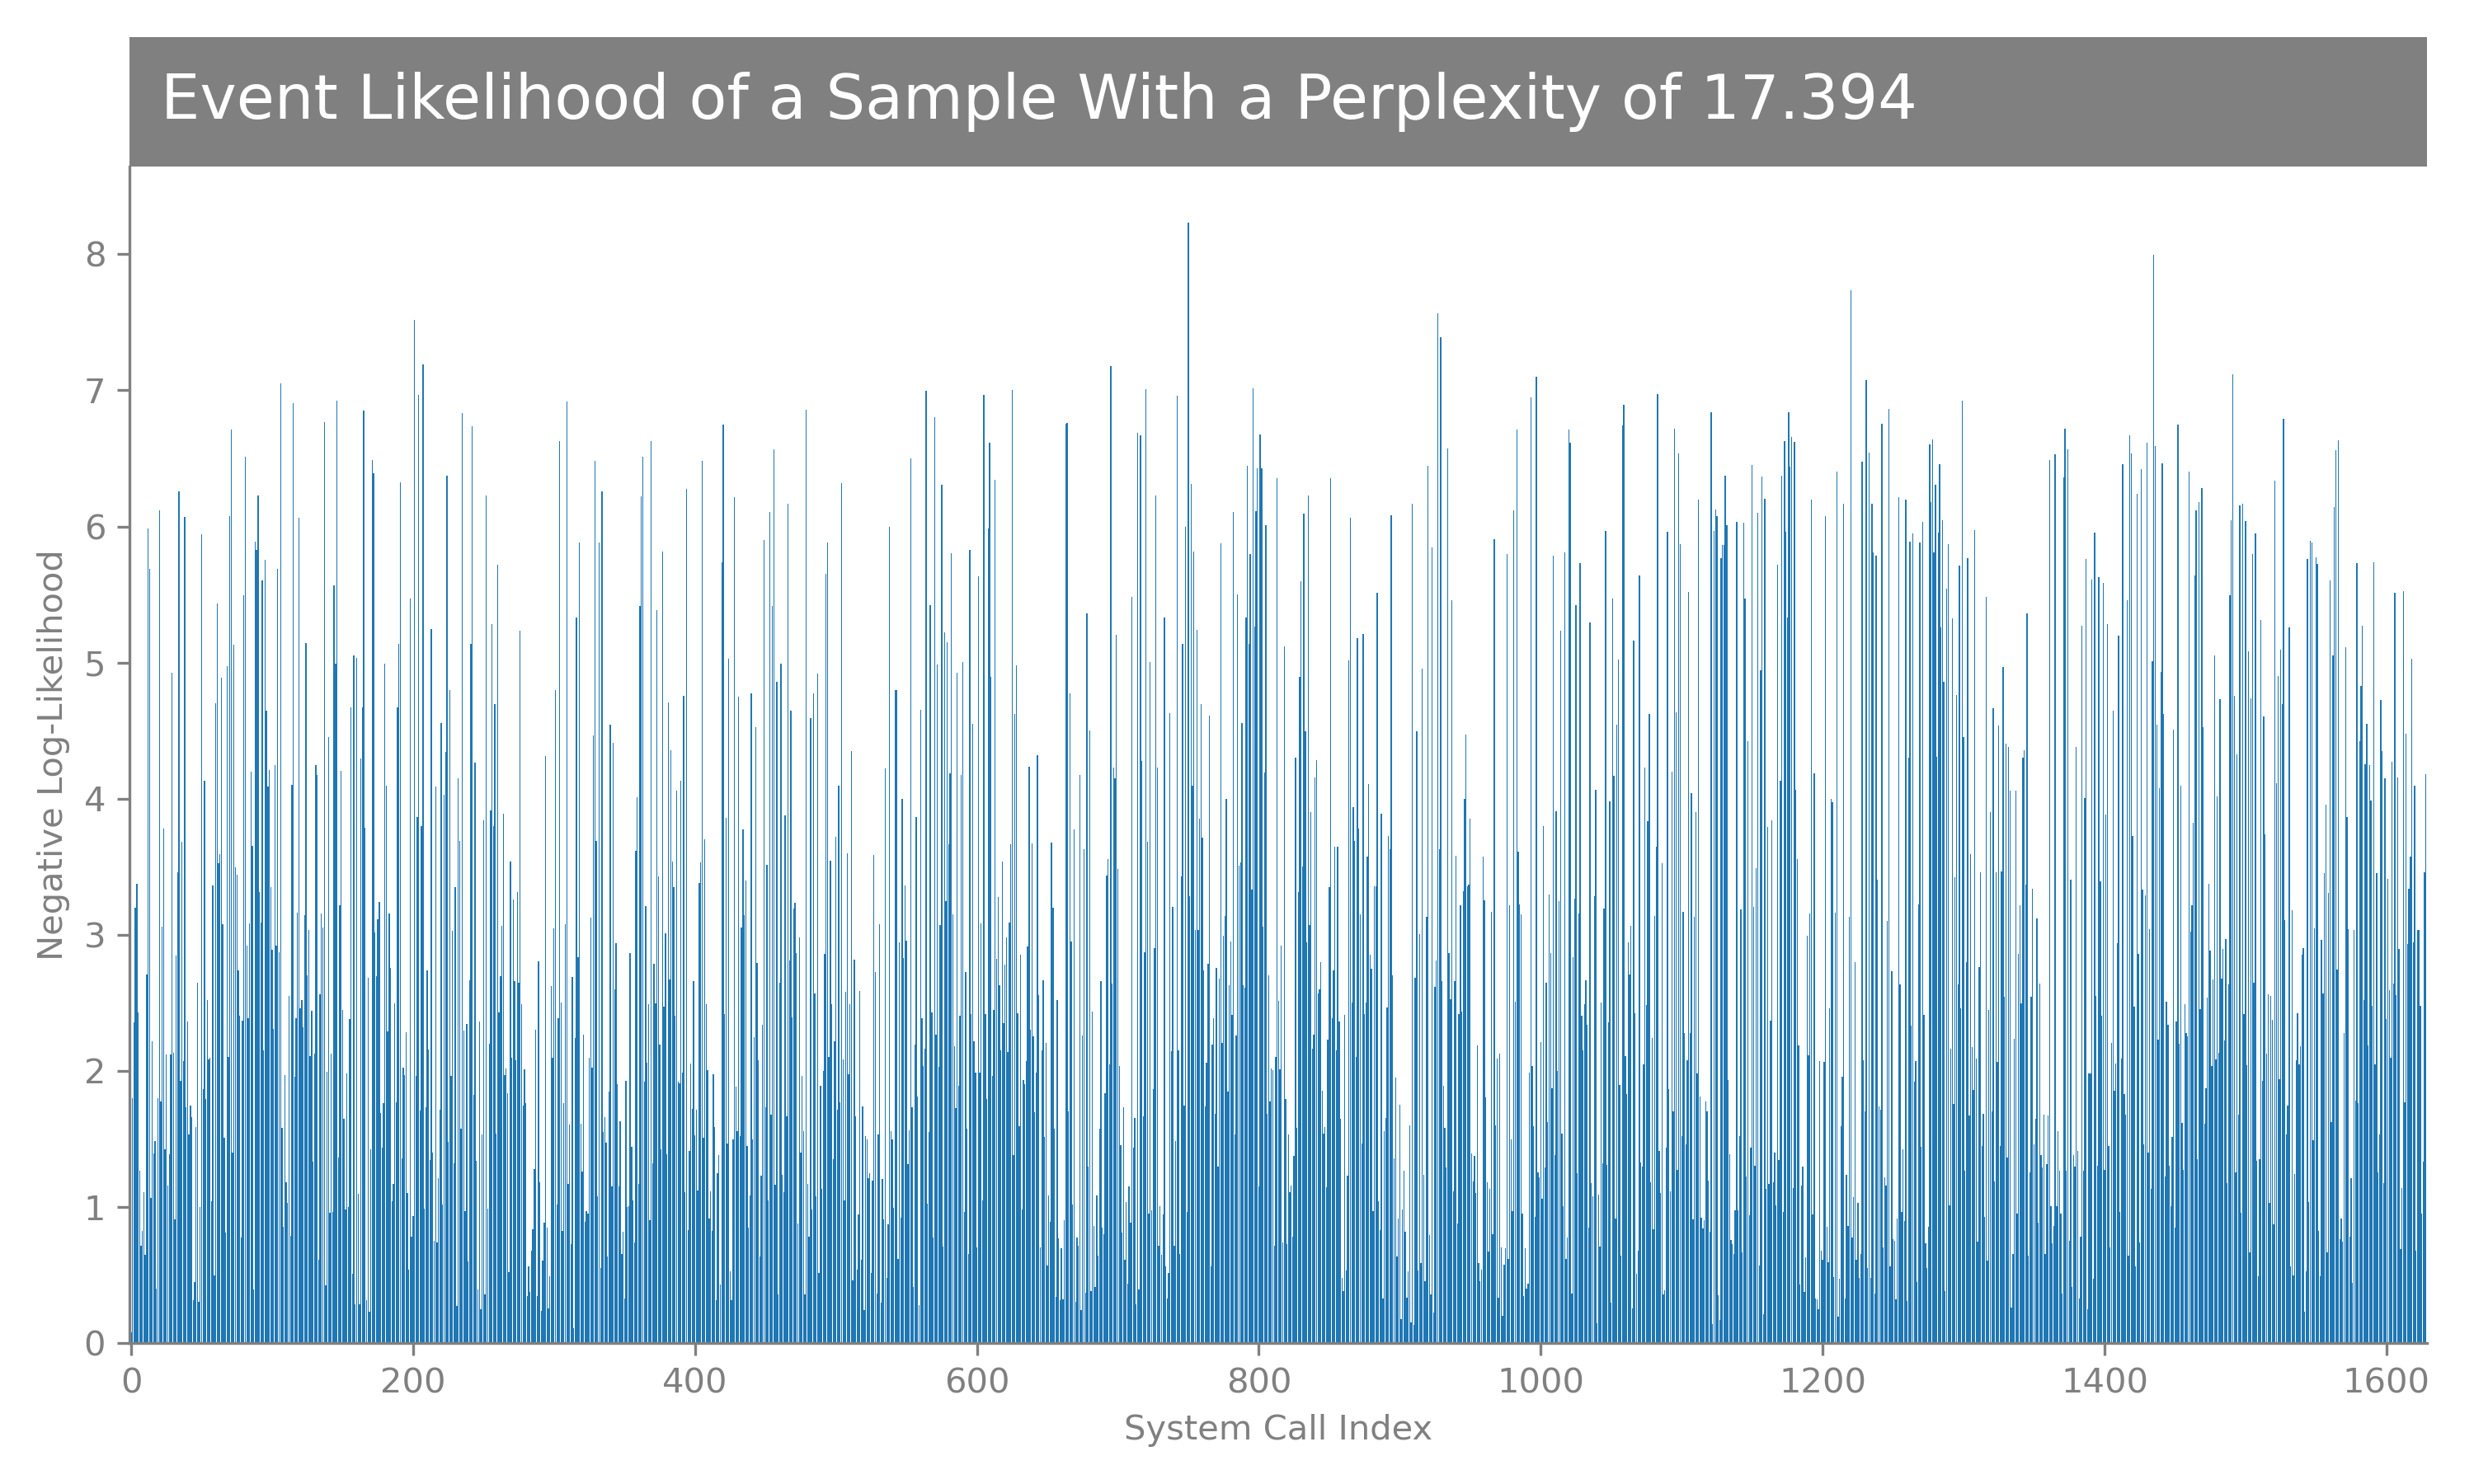 Event Likelihood of a Sample With a Perplexity of 17.394
Negative Log-Likelihood
8
7
6
5
4
3
2
1
0
0 200 400 600 800 1000 1200 1400 1600
System Call Index